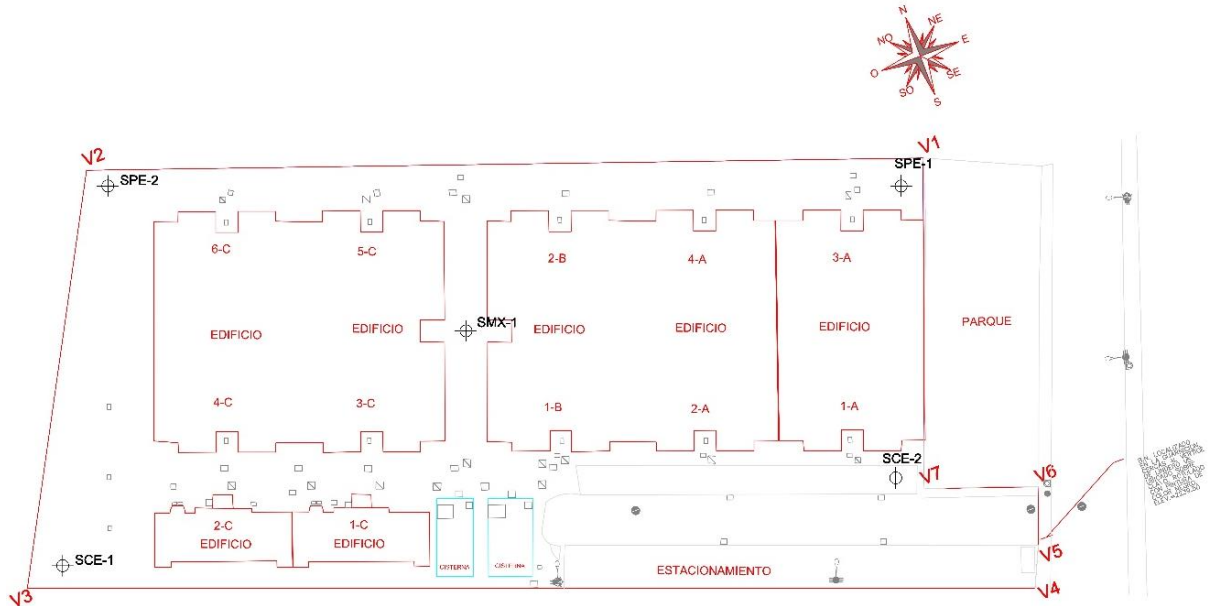 N
NE
NO
E
O
SE
SO
S
V1
V2
SPE-1
SPE-2
6-C
5-C
2-B
4-A
3-A
EDIFICIO
EDIFICIO
SMX-1
EDIFICIO
EDIFICIO
EDIFICIO
PARQUE
4-C
3-C
1-B
2-A
1-A
SCE-2
V7
V6
2-C
EDIFICIO
1-C
EDIFICIO
CISTERNA
CISTERNA
SCE-1
ESTACIONAMIENTO
V5
V4
V3